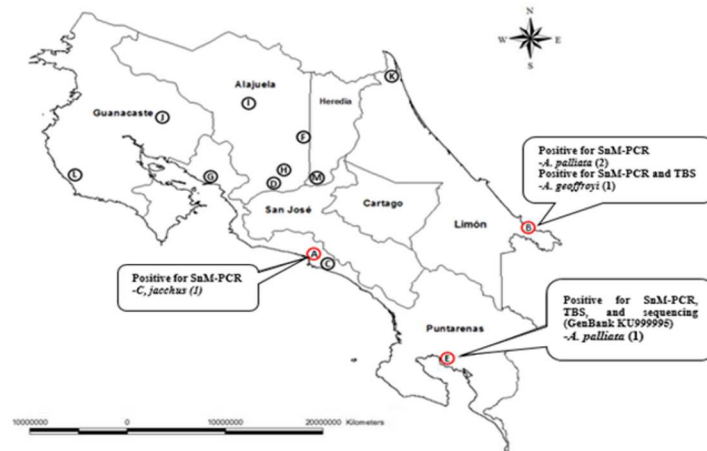 N
W E
S
K
Alajuela
I
Heredia
Guanacaste
J
F
Positive for SnM-PCR
-A. palliata (2)
Positive for SnM-PCR and TBS
-A. geoffroyi (1)
L
G
H
D
M
Cartago
San José
Limón
B
A
C
Positive for SnM-PCR
-C, jacchus (1)
Positive for SnM-PCR,
TBS, and sequencing
(GenBank KU999995)
-A. palliata (1)
Puntarenas
E
10000000 0 10000000 20000000 Kilometers